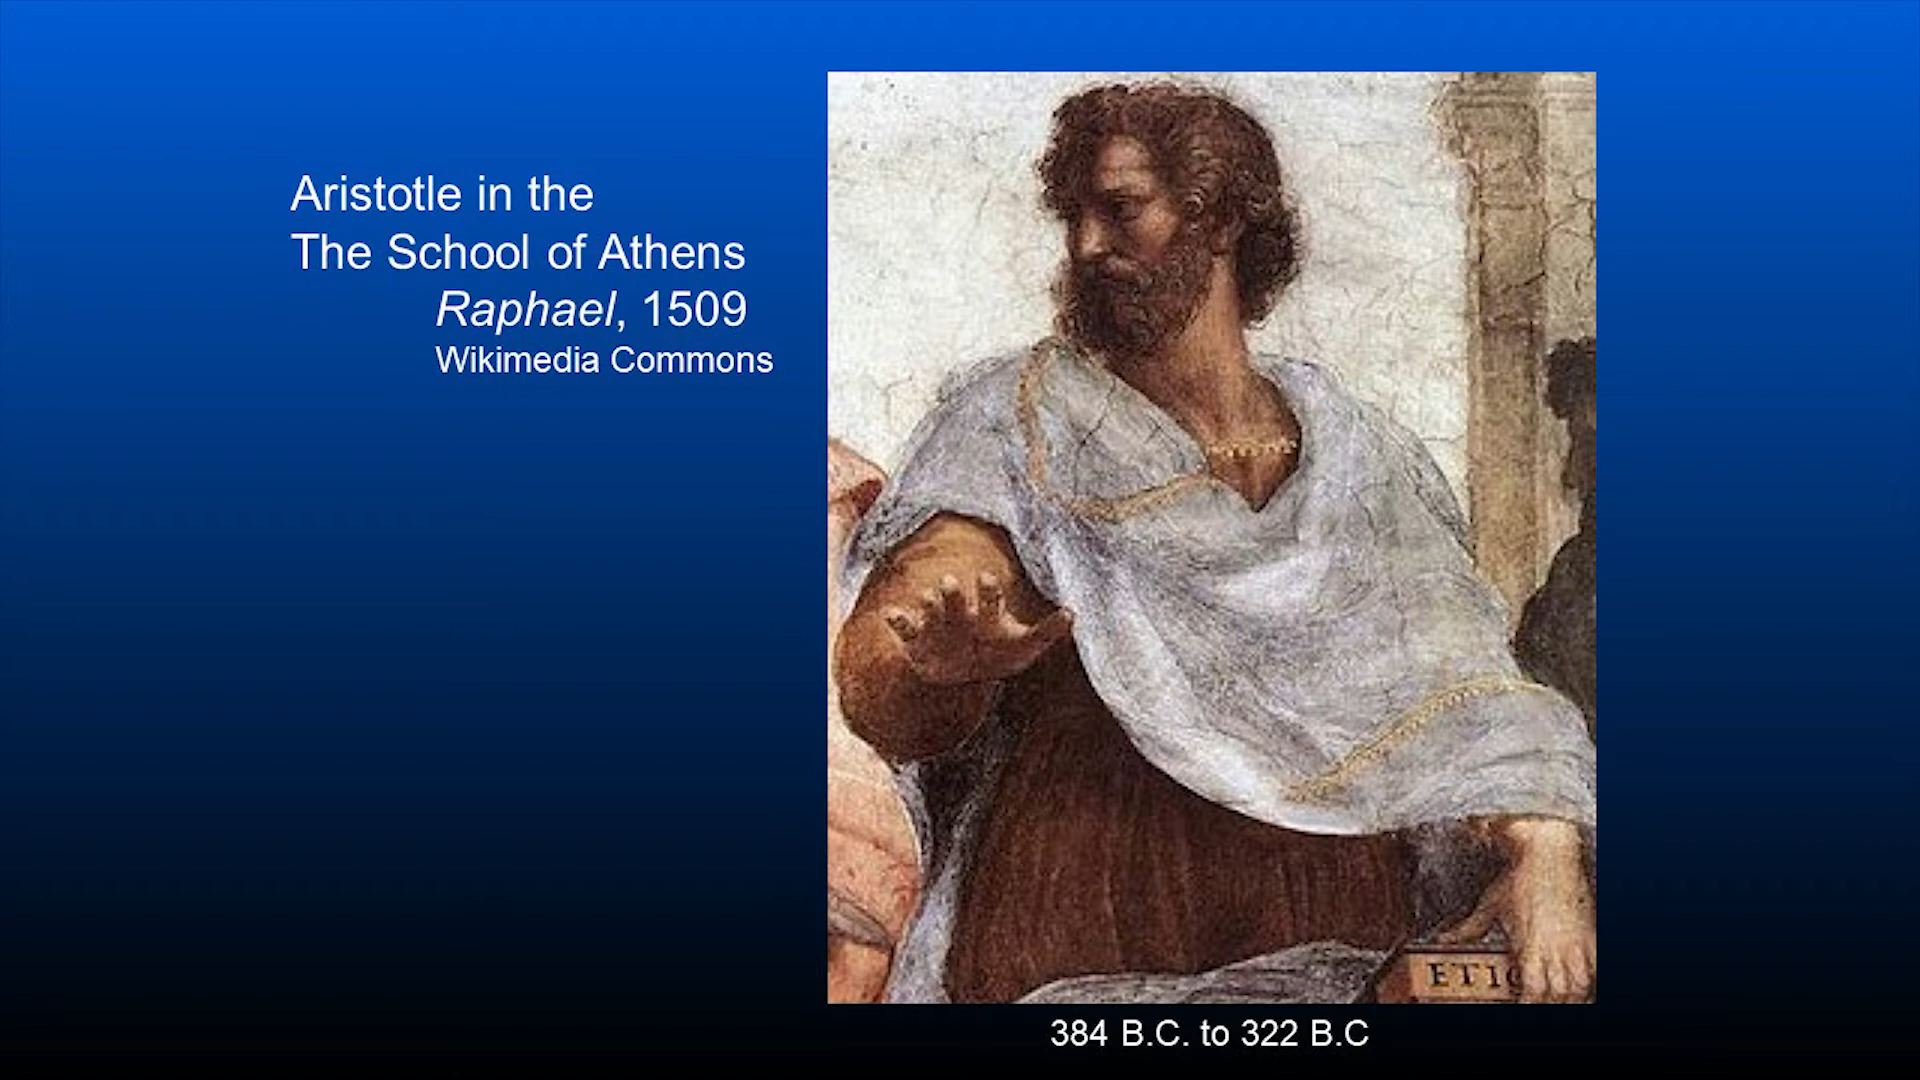 Aristotle in the
The School of Athens
Raphael, 1509
Wikimedia Commons
ETIC
384 B.C. to 322 B.C